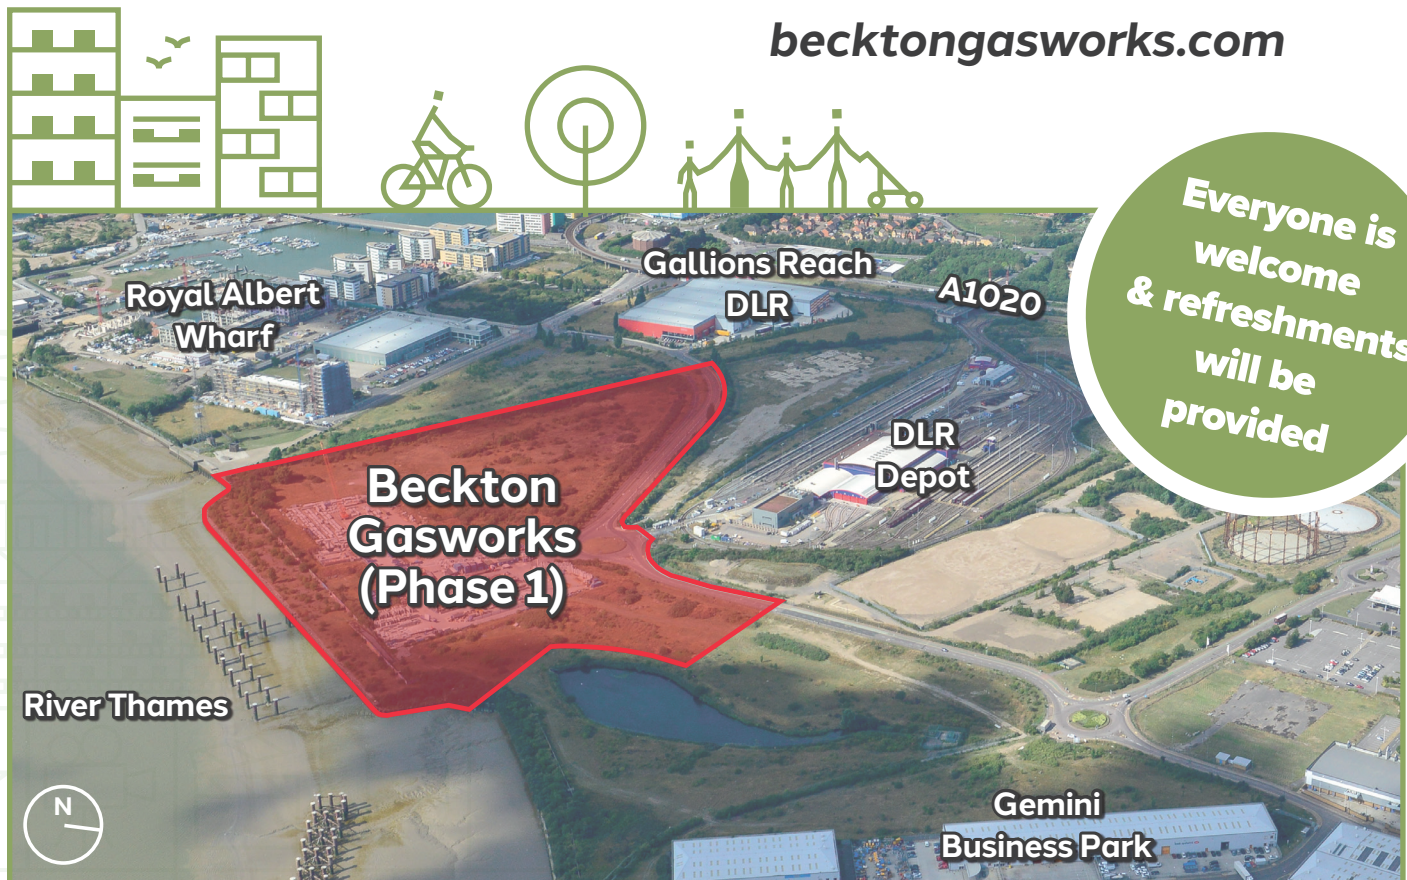 becktongasworks.com
Everyone is
welcome
& refreshments
will be
provided
Gallions Reach
DLR
A1020
Royal Albert
Wharf
DLR
Depot
Beckton
Gasworks
(Phase 1)
River Thames
N
Gemini
Business Park